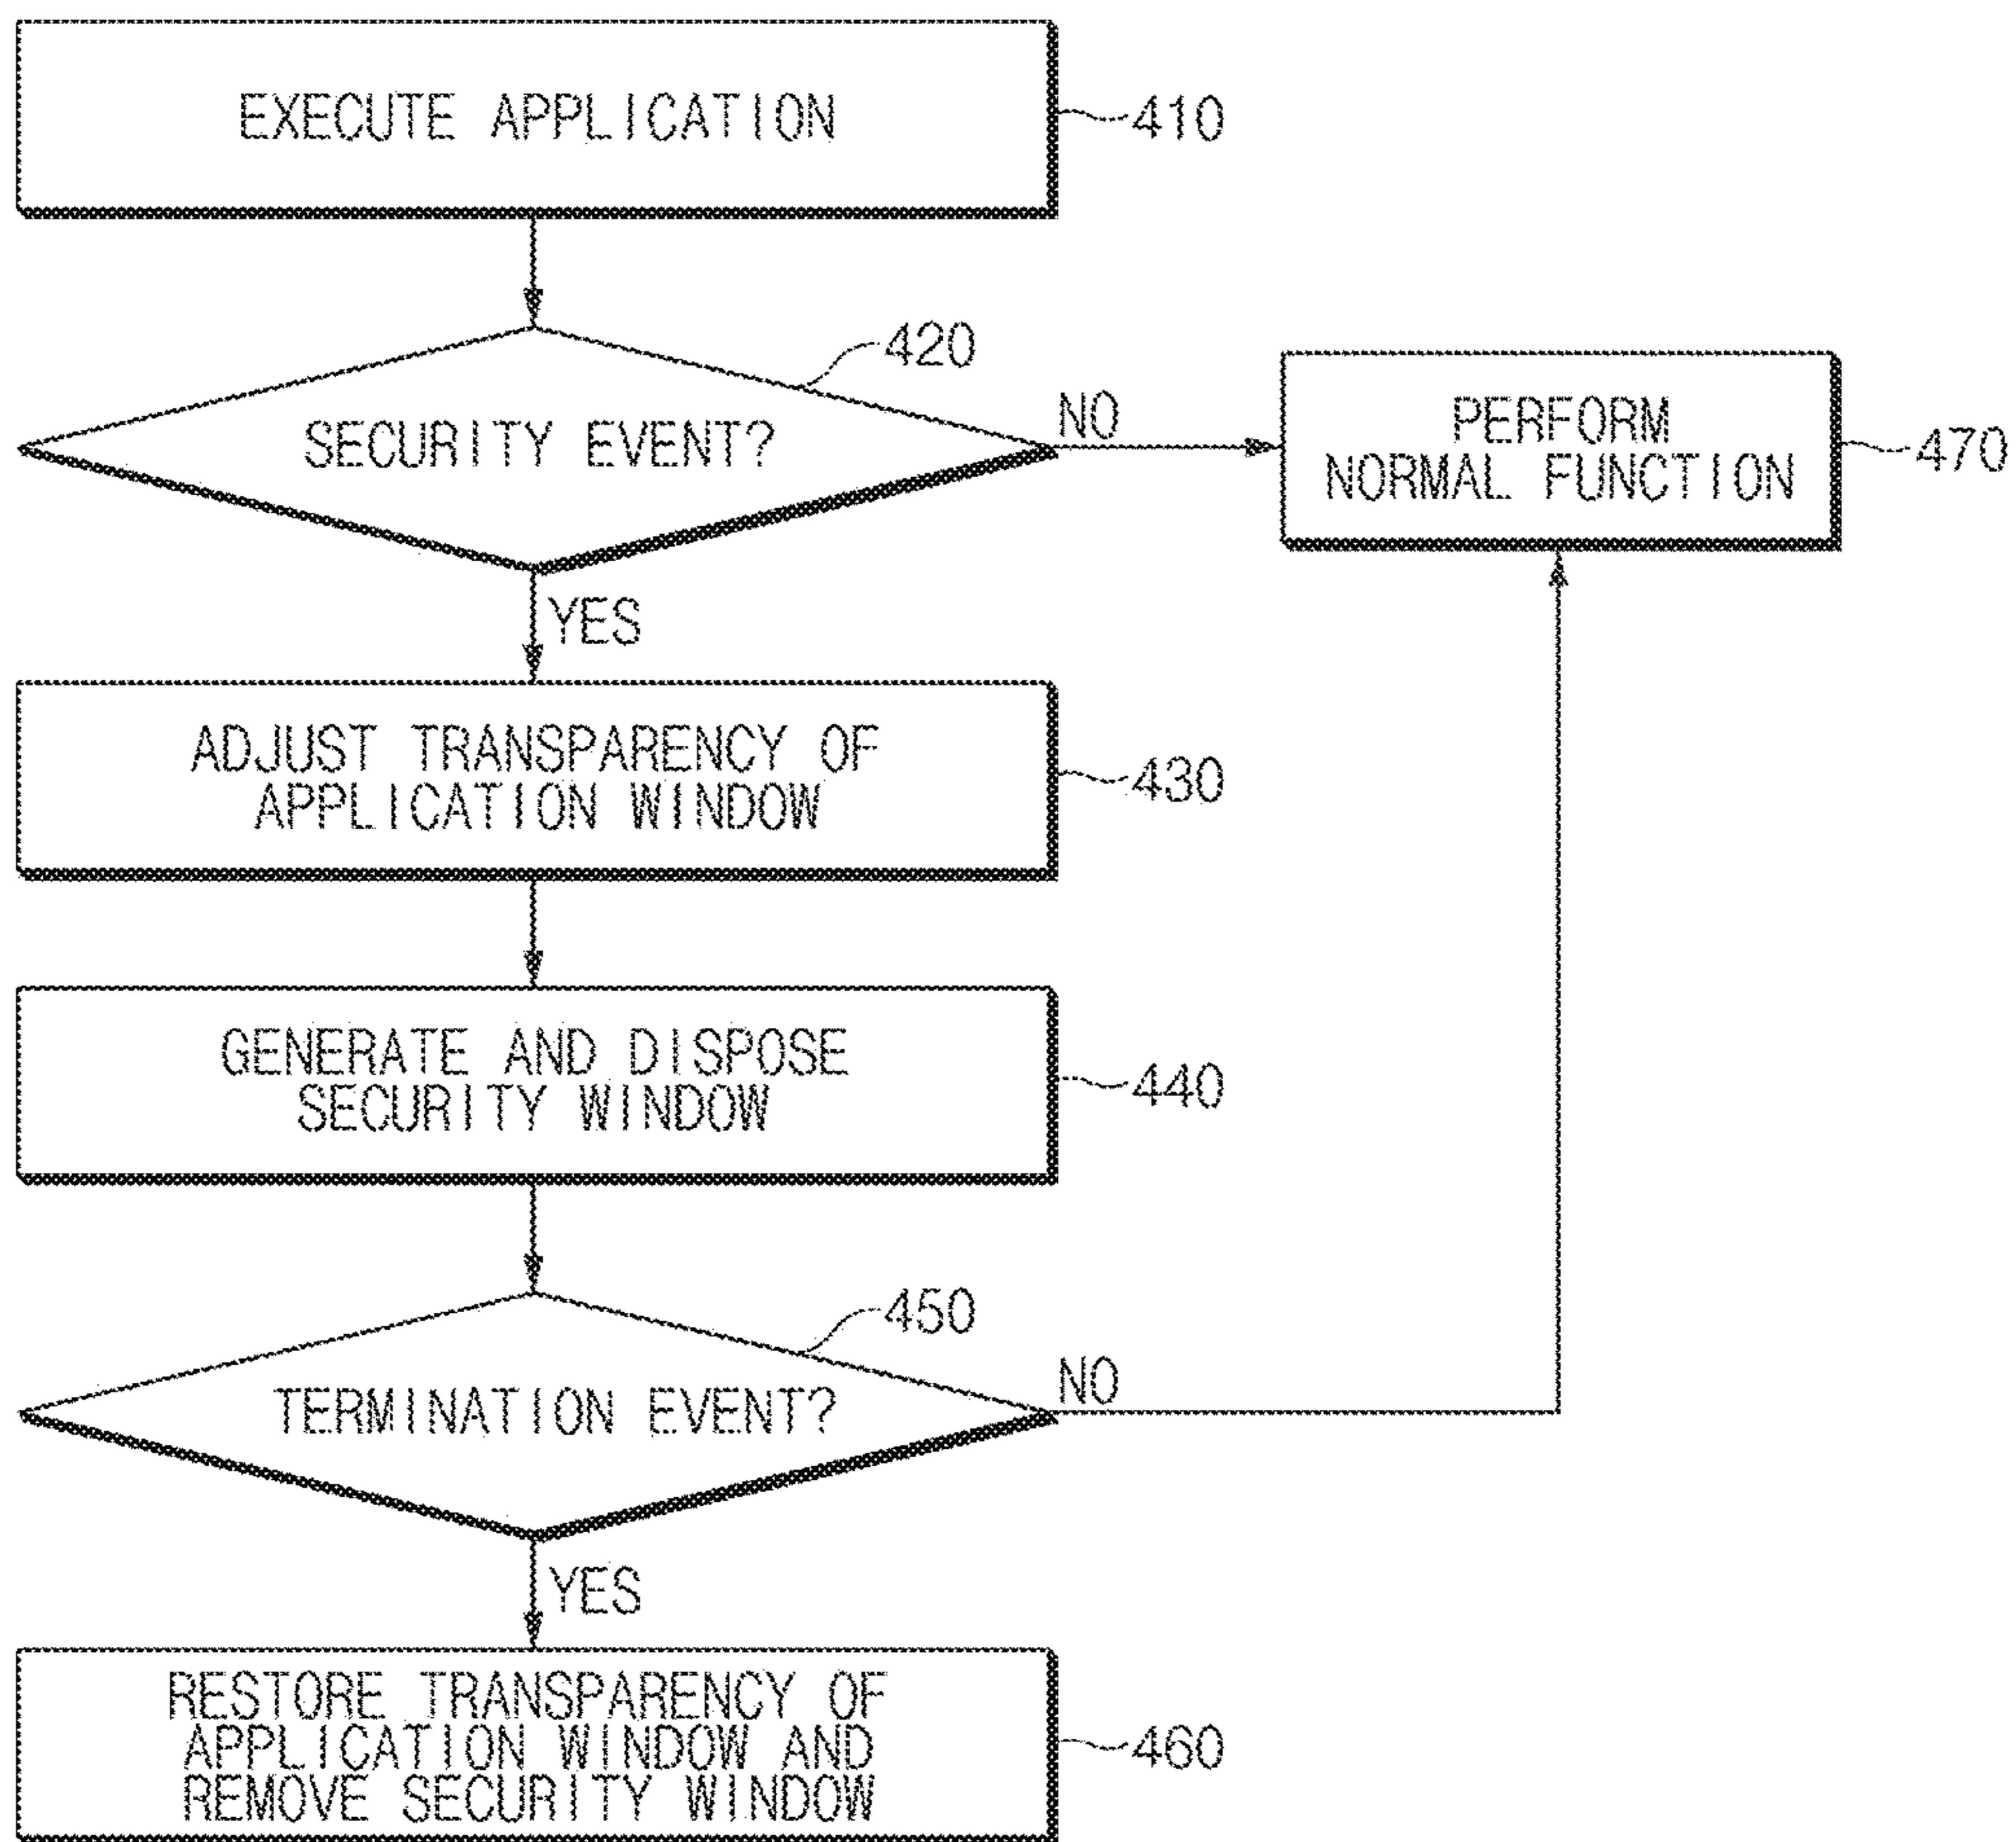 EXECUTE APPLICATION
410
420
SECURITY EVENT?
NO
PERFORM
NORMAL FUNCTION
470
YES
ADJUST TRANSPARENCY OF
APPLICATION WINDOW
430
GENERATE AND DISPOSE
SECURITY WINDOW
440
450
TERMINATION EVENT?
NO
YES
RESTORE TRANSPARENCY OF
APPLICATION WINDOW AND
REMOVE SECURITY WINDOW
460